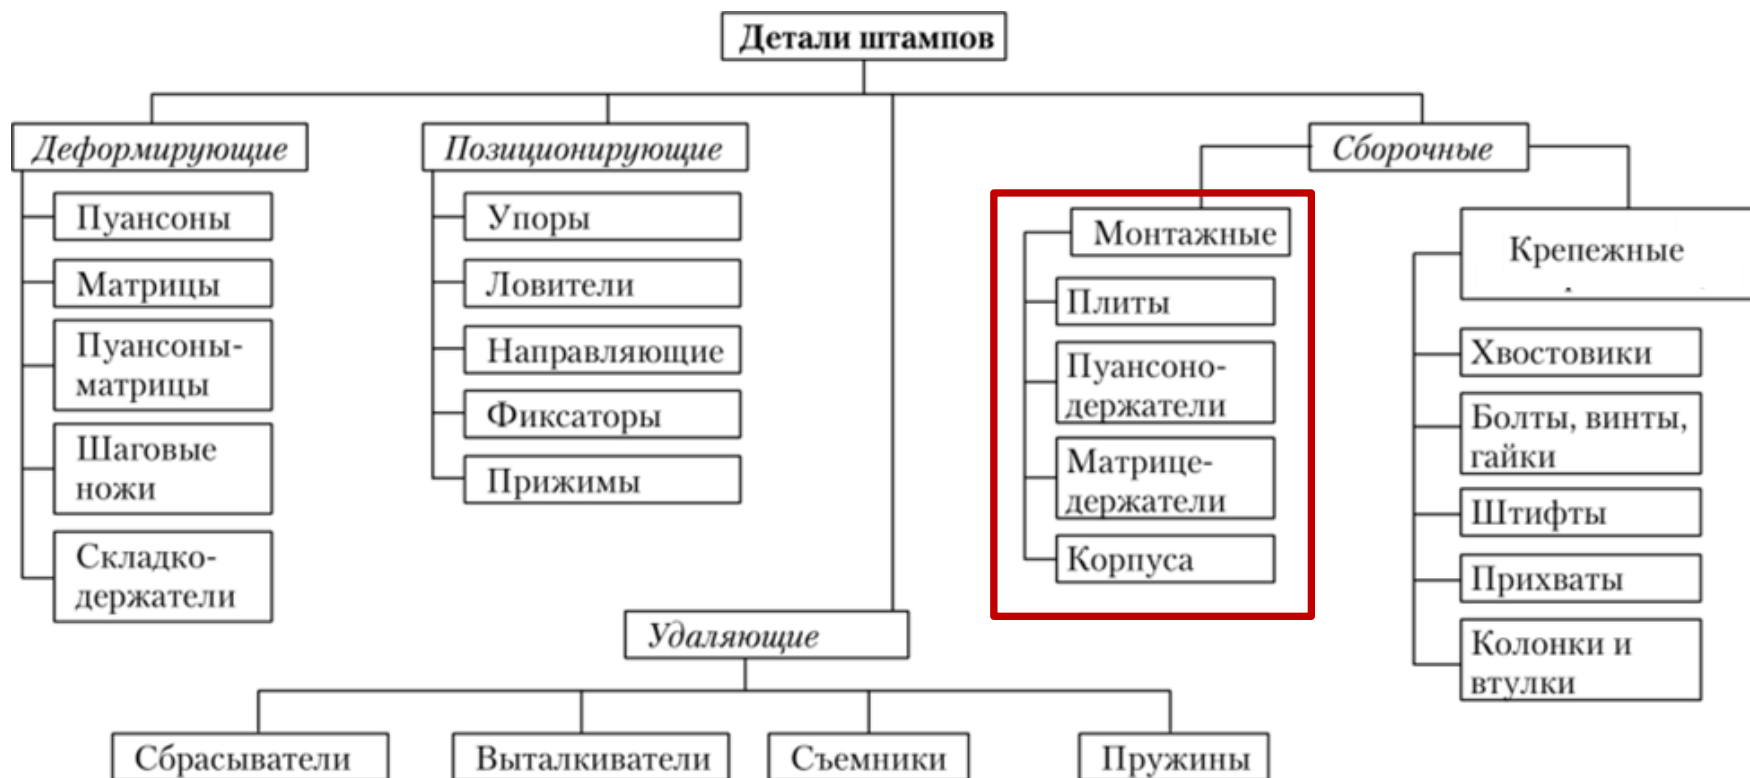 Детали штампов
Деформирующие
Пуансоны
Матрицы
Пуансоны-
матрицы
Шаговые
ножи
Складко-
держатели
Позиционирующие
Упоры
Ловители
Направляющие
Фиксаторы
Прижимы
Удаляющие
Сбрасыватели
Выталкиватели
Съемники
Пружины
Сборочные
Монтажные
Плиты
Пуансоно-
держатели
Матрице-
держатели
Корпуса
Крепежные
Хвостовики
Болты, винты,
гайки
Штифты
Прихваты
Колонки и
втулки